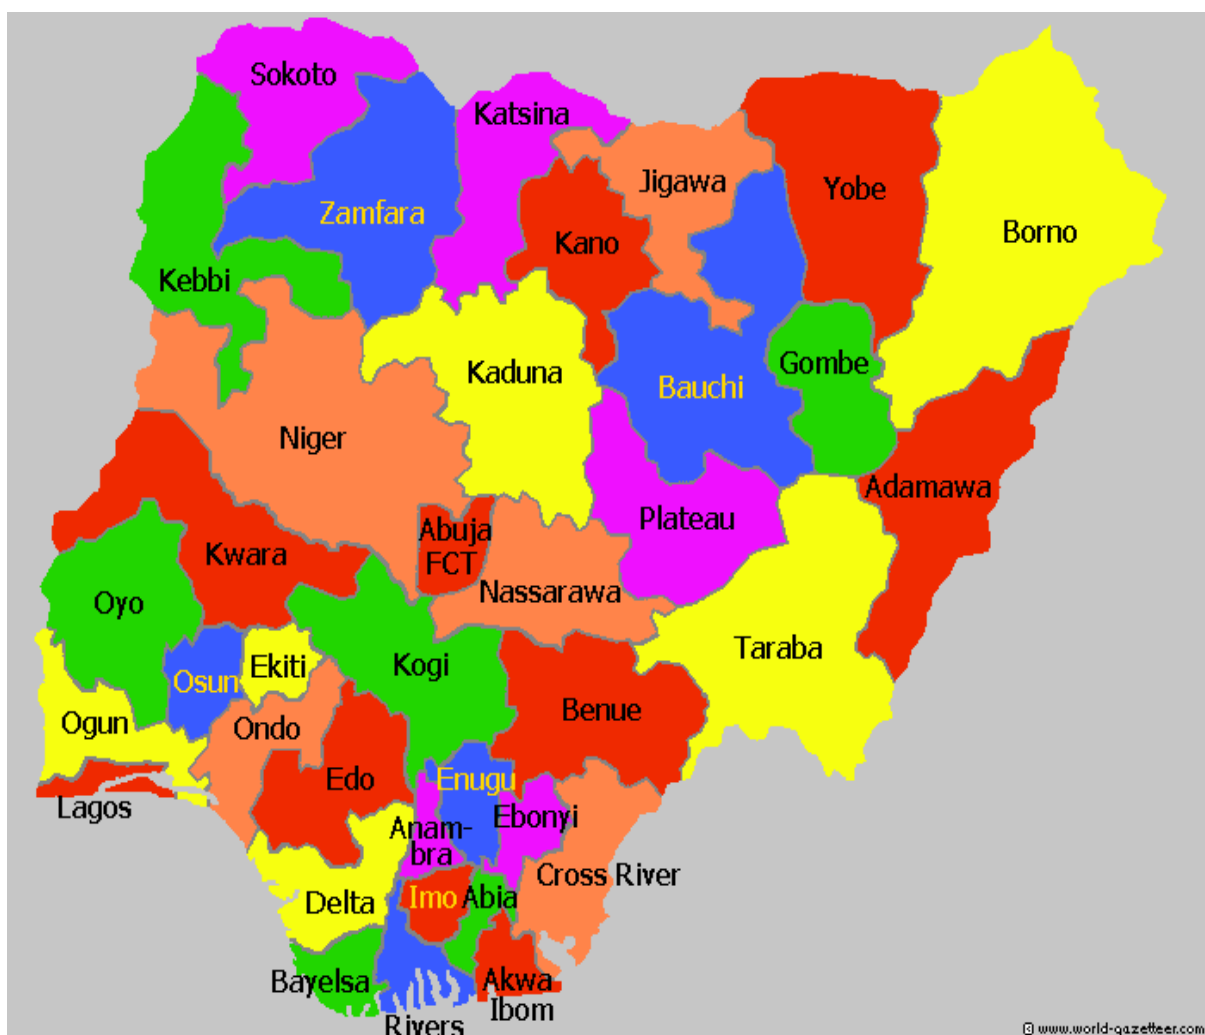 Sokoto
Katsina
Zamfara
Jigawa
Yobe
Borno
Kano
Kebbi
Kaduna
Gombe
Bauchi
Niger
Adamawa
Plateau
Abuja
FCT
Kwara
Nassarawa
Oyo
Taraba
Kogi
Ekiti
Osun
Benue
Ogun
Ondo
Edo
Enugu
Lagos
Ebonyi
Anam-
bra
Cross River
Imo
Abia
Delta
Bayelsa
Akwa
Ibom
Rivers
© www.world-gazetteer.com